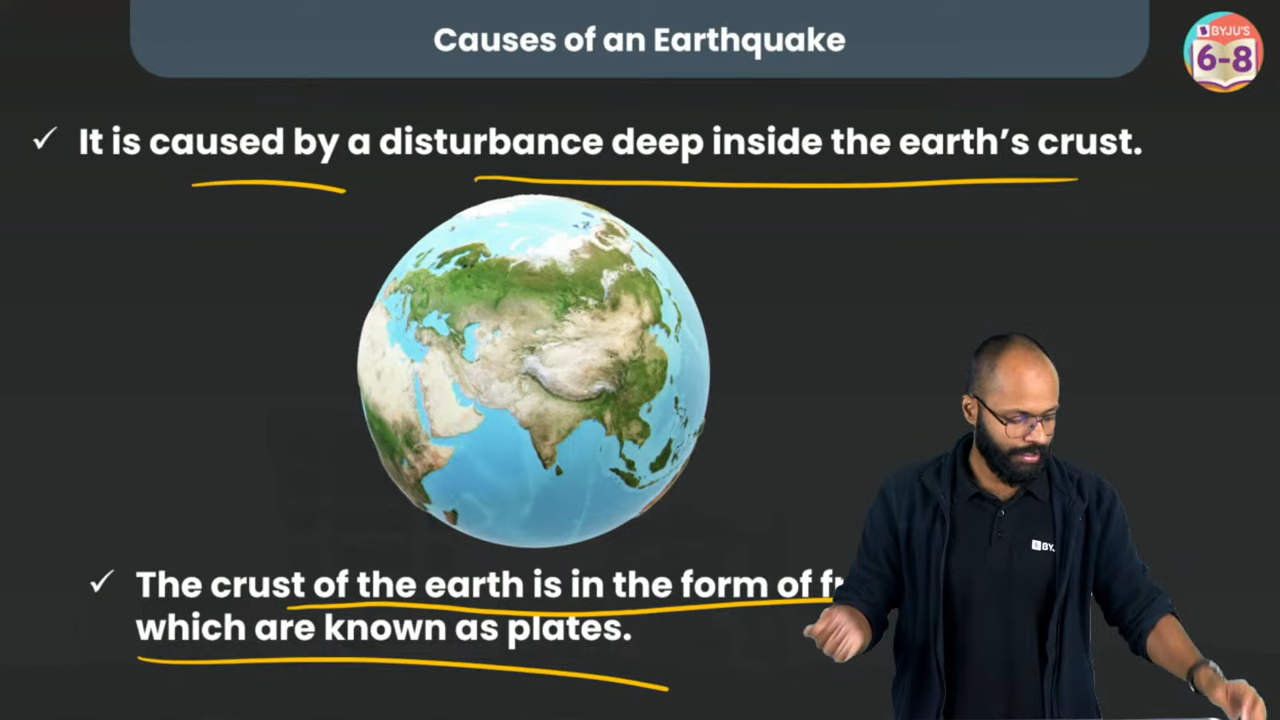 Causes of an Earthquake
BYJU'S
6-8
It is caused by a disturbance deep inside the earth's crust.
The crust of the earth is in the form of
which are known as plates.
BY